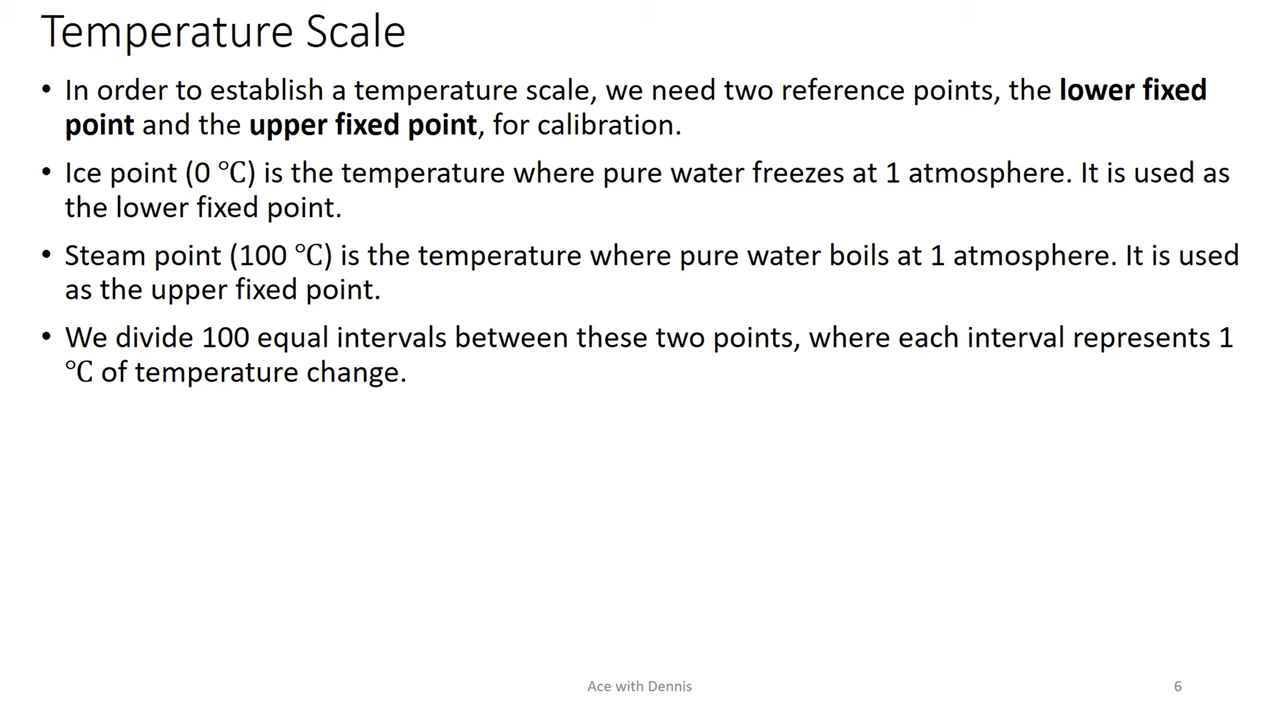 Temperature Scale
• In order to establish a temperature scale, we need two reference points, the lower fixed
point and the upper fixed point, for calibration.
• Ice point (0 ℃) is the temperature where pure water freezes at 1 atmosphere. It is used as
the lower fixed point.
• Steam point (100 ℃) is the temperature where pure water boils at 1 atmosphere. It is used
as the upper fixed point.
• We divide 100 equal intervals between these two points, where each interval represents 1
℃ of temperature change.
Ace with Dennis
6